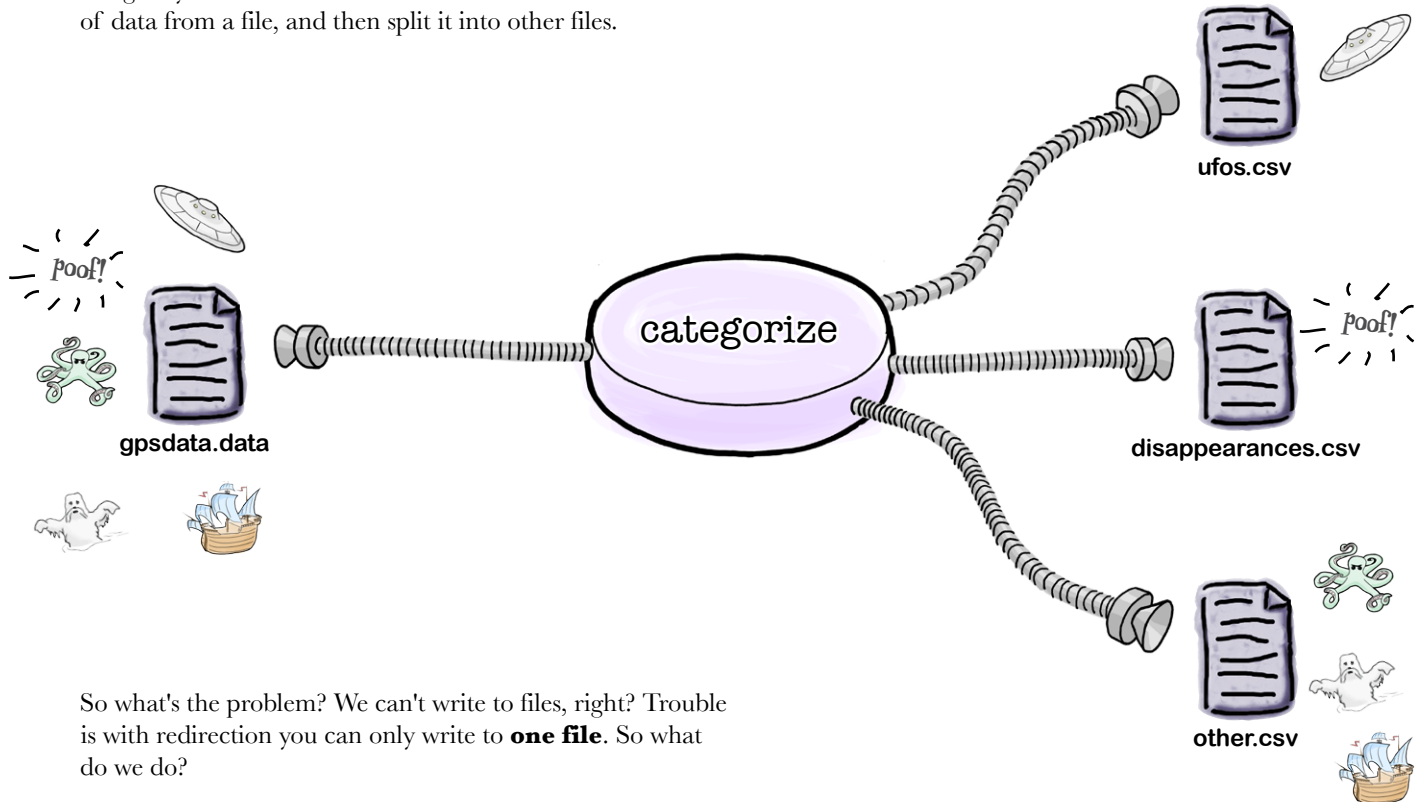 of data from a file, and then split it into other files.
ufos.csv
poof!
categorize
poof!
gpsdata.data
disappearances.csv
So what's the problem? We can't write to files, right? Trouble
is with redirection you can only write to one file. So what
do we do?
other.csv